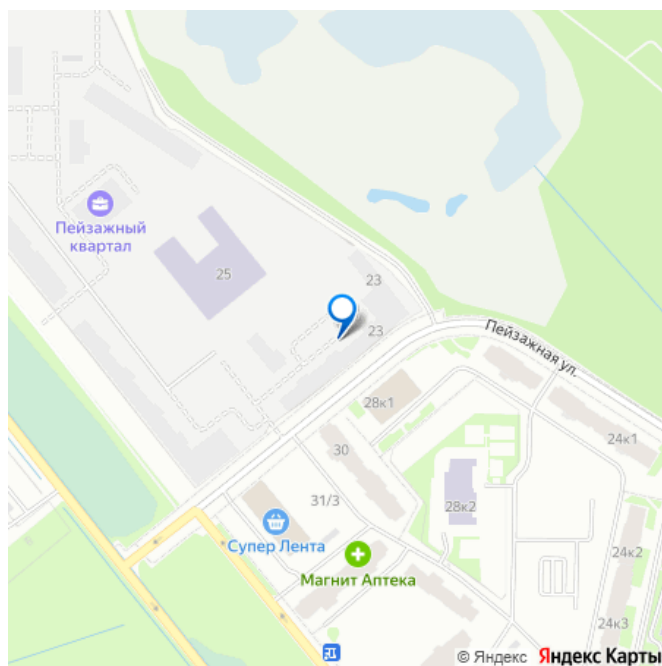 Пейзажный
квартал
25
23
23
Пейзажная ул.
28к1
24к1
30
31/3
28к2
Супер Лента
24к2
Магнит Аптека
24к3
© Яндекс Яндекс Карты